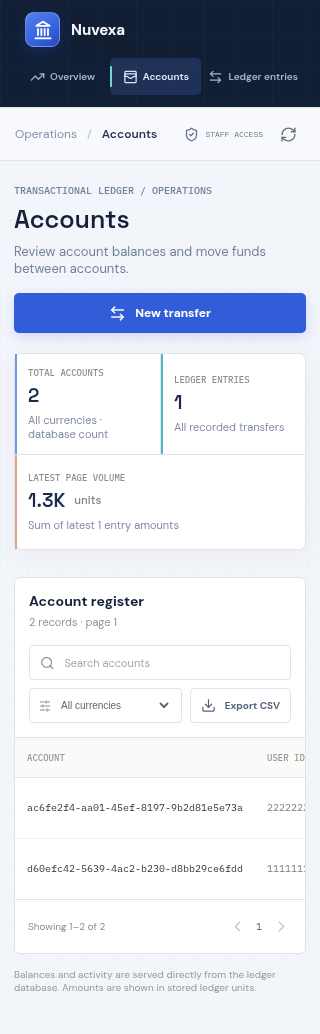 Nuvexa
Overview
Accounts
Ledger entries
Operations / Accounts
STAFF ACCESS
TRANSACTIONAL LEDGER / OPERATIONS
Accounts
Review account balances and move funds
between accounts.
New transfer
TOTAL ACCOUNTS
2
All currencies ·
database count
LEDGER ENTRIES
1
All recorded transfers
LATEST PAGE VOLUME
1.3K units
Sum of latest 1 entry amounts
Account register
2 records · page 1
Search accounts
All currencies
Export CSV
ACCOUNT USER ID
ac6fe2f4-aa01-45ef-8197-9b2d81e5e73a 2222222
d60efc42-5639-4ac2-b230-d8bb29ce6fdd 1111111
Showing 1–2 of 2
1
Balances and activity are served directly from the ledger
database. Amounts are shown in stored ledger units.